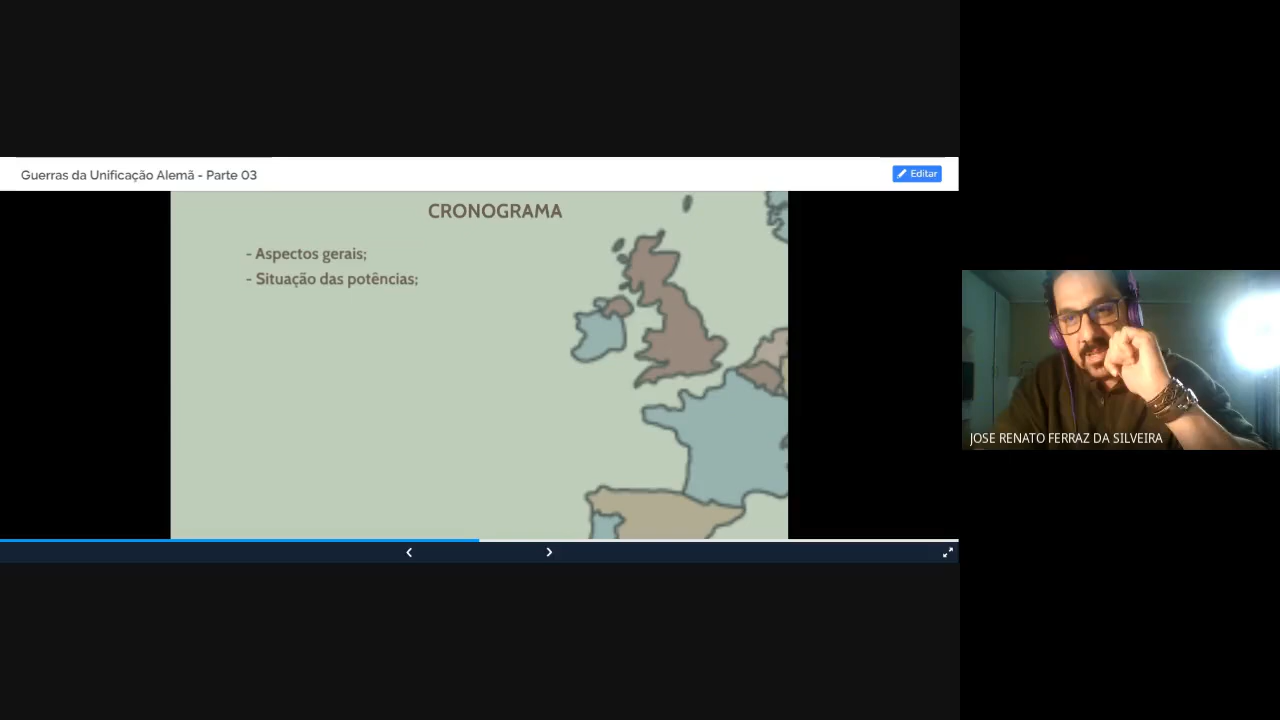 Guerras da Unificação Alemã - Parte 03
Editar
CRONOGRAMA
- Aspectos gerais;
- Situação das potências;
JOSE RENATO FERRAZ DA SILVEIRA